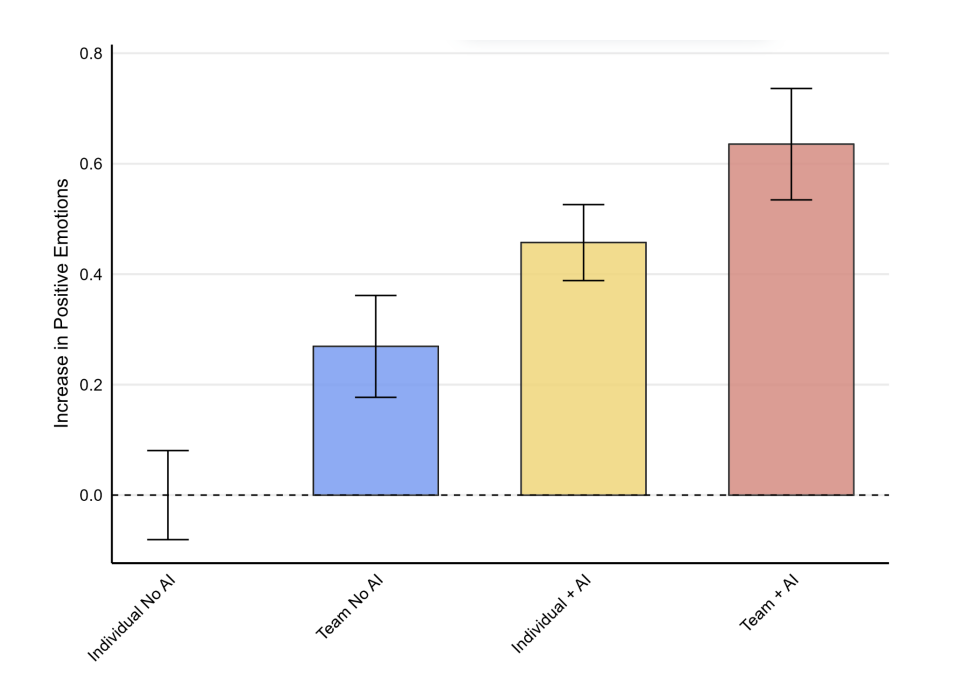 0.8
0.6
0.4
0.2
0.0
Increase in Positive Emotions
Individual No AI
Team No AI
Individual + AI
Team + AI